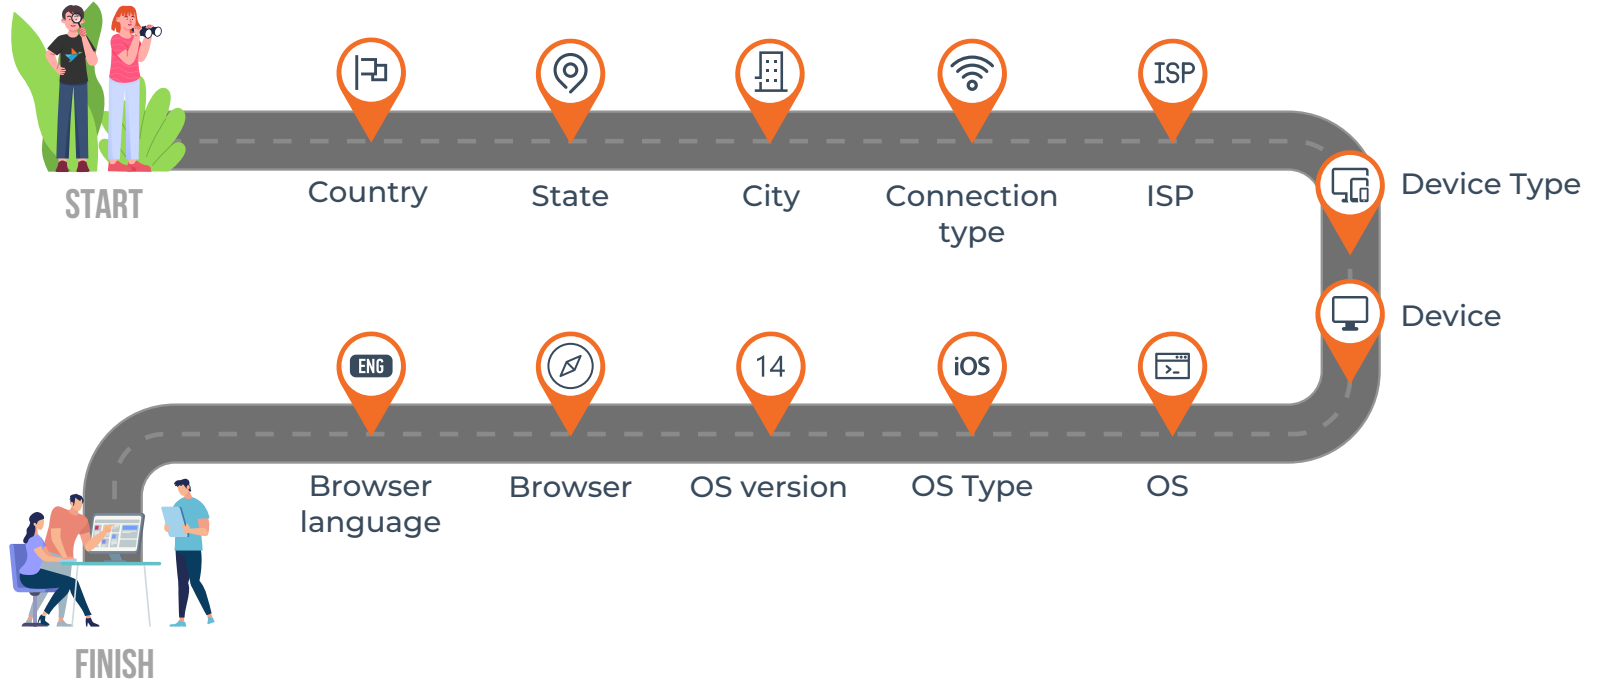 ISP
START
Country
State
City
Connection
type
ISP
Device Type
Device
ENG
14
iOS
Browser
language
Browser
OS version
OS Type
OS
FINISH